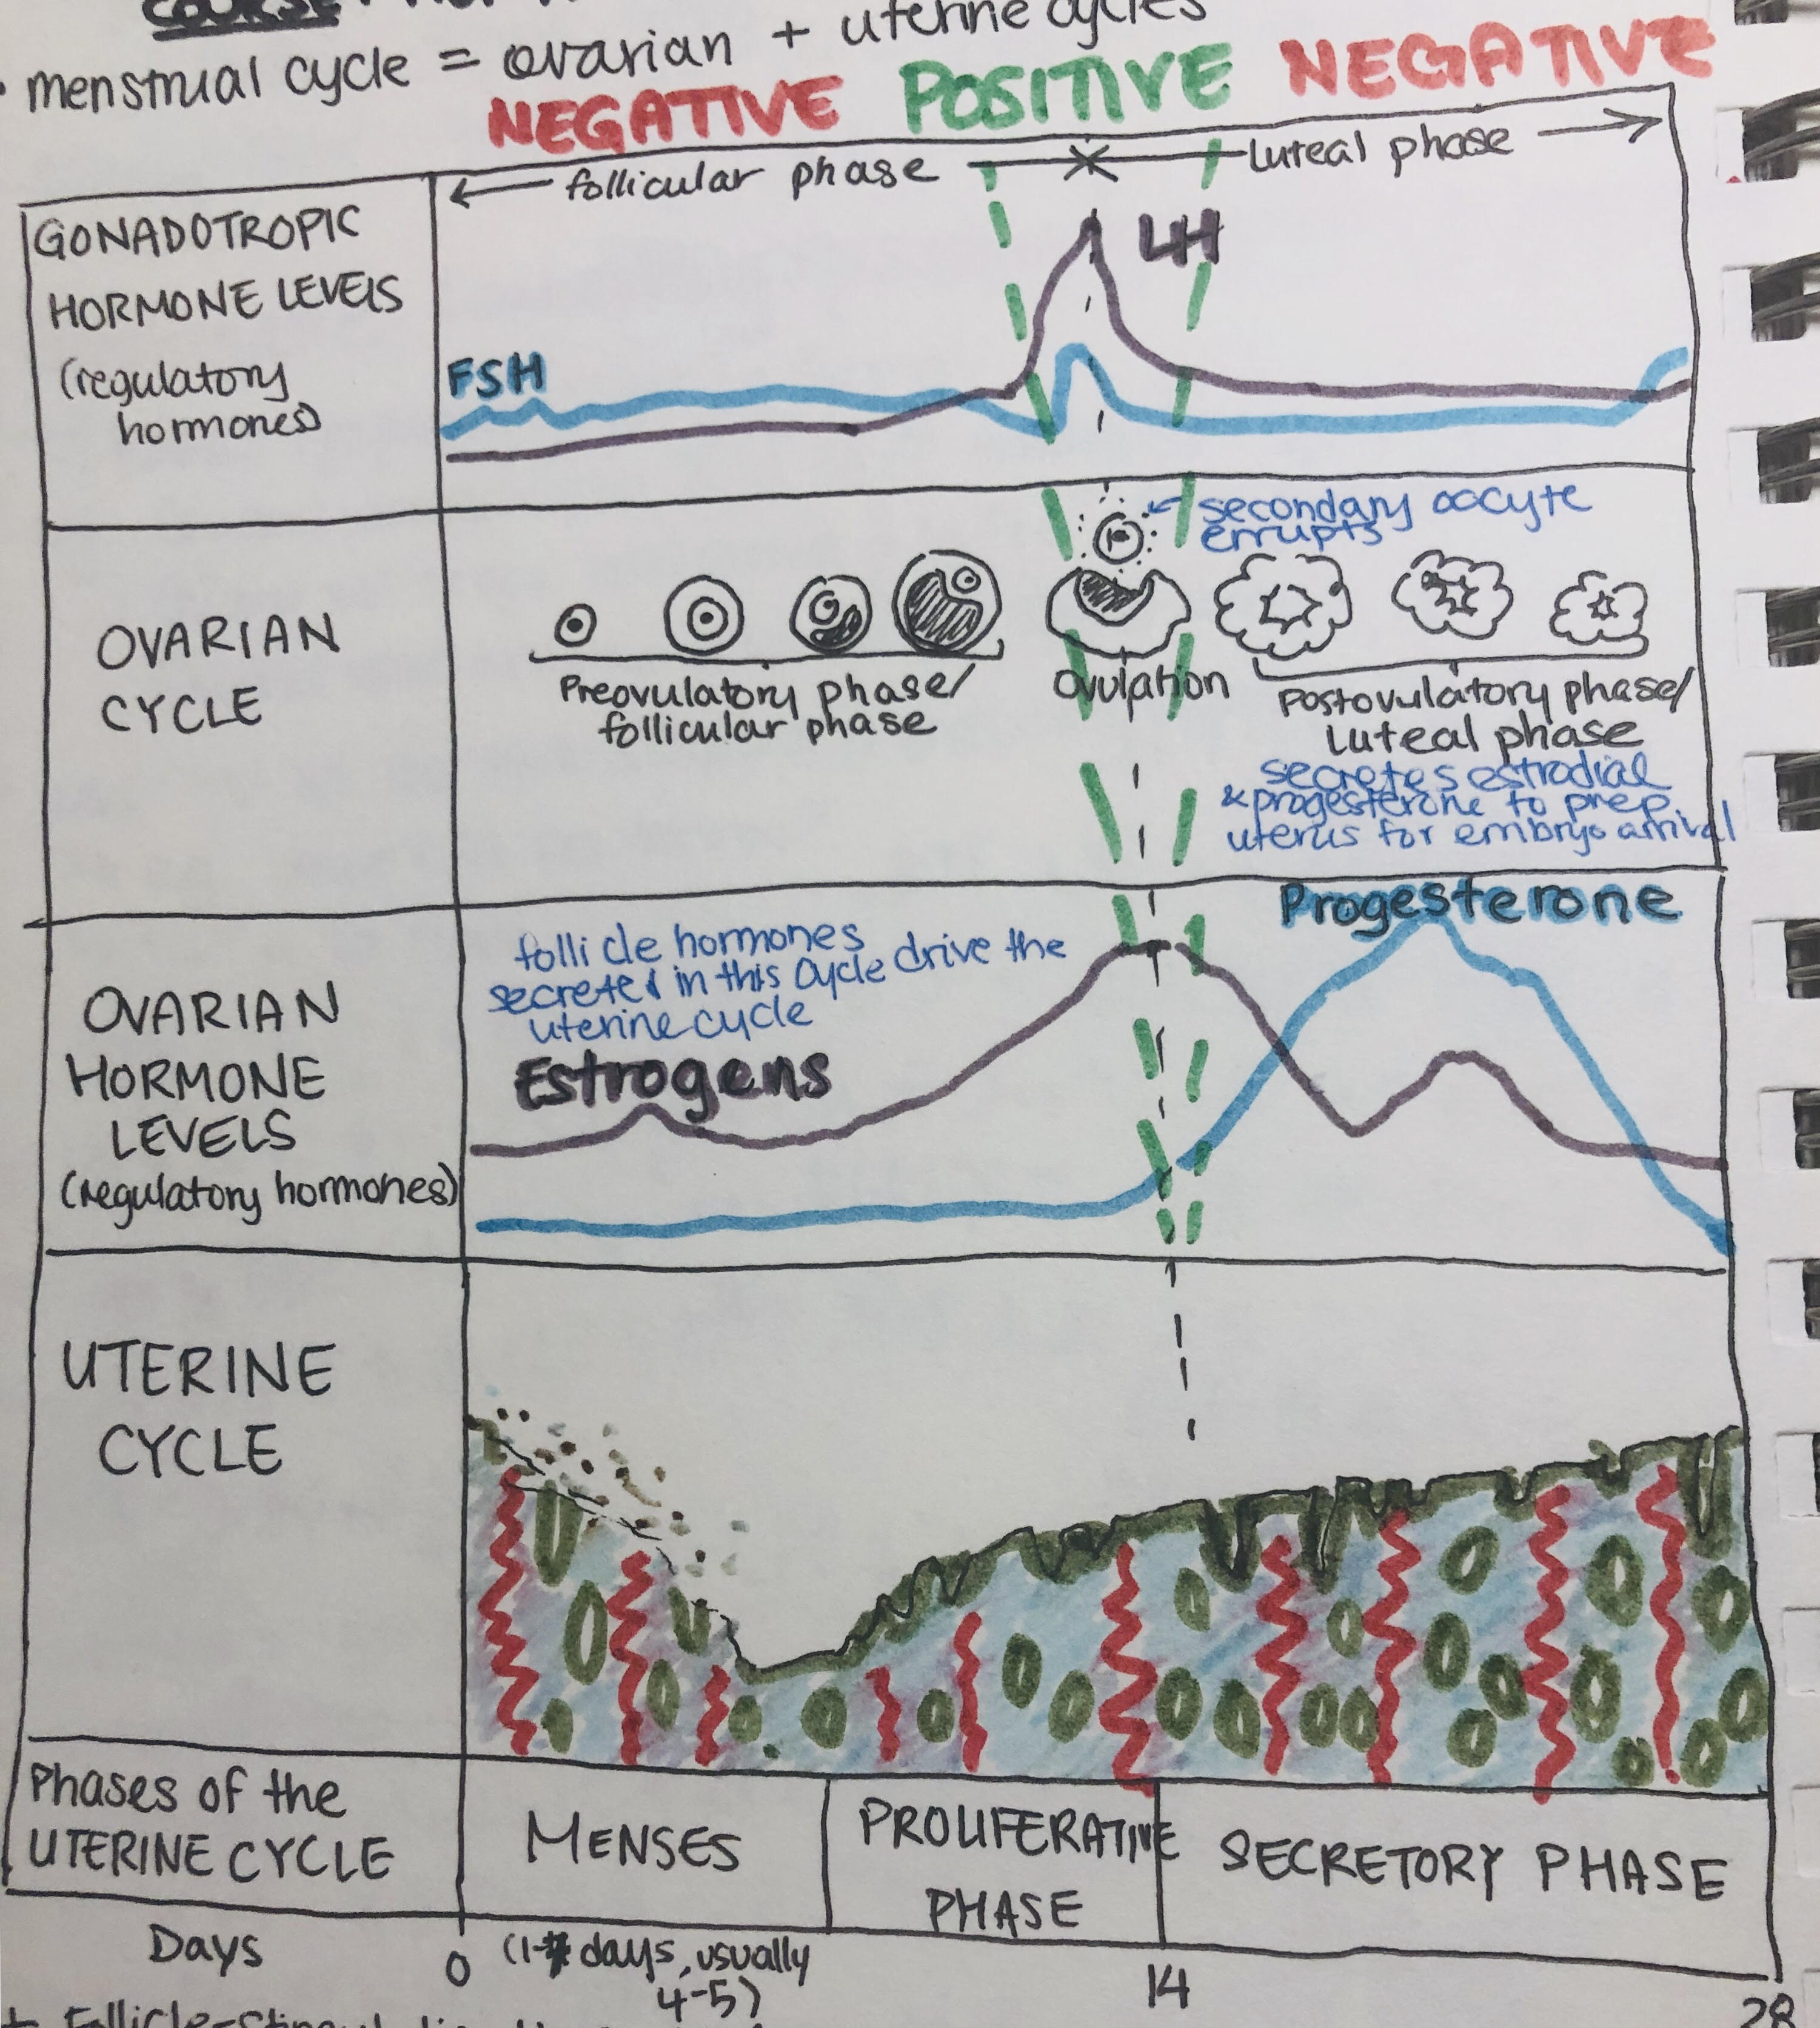 COURSE
menstrual cycle = ovarian + uterine cycles
NEGATIVE POSITIVE NEGATIVE
follicular phase
Luteal phase
GONADOTROPIC
HORMONE LEVELS
(regulatory
hormones)
LH
FSH
secondary oocyte
errupts
OVARIAN
CYCLE
Preovulatory phase/
follicular phase
Ovulation
Postovulatory phase/
Luteal phase
secretes estrodial
& progesterone to prep
uterus for embryo arrival
Progesterone
follicle hormones
secreted in this cycle drive the
uterine cycle
Estrogens
OVARIAN
HORMONE
LEVELS
(regulatory hormones)
UTERINE
CYCLE
Phases of the
UTERINE CYCLE
MENSES
PROLIFERATIVE
PHASE
SECRETORY PHASE
Days
0
(1-7 days, usually
4-5)
14
28